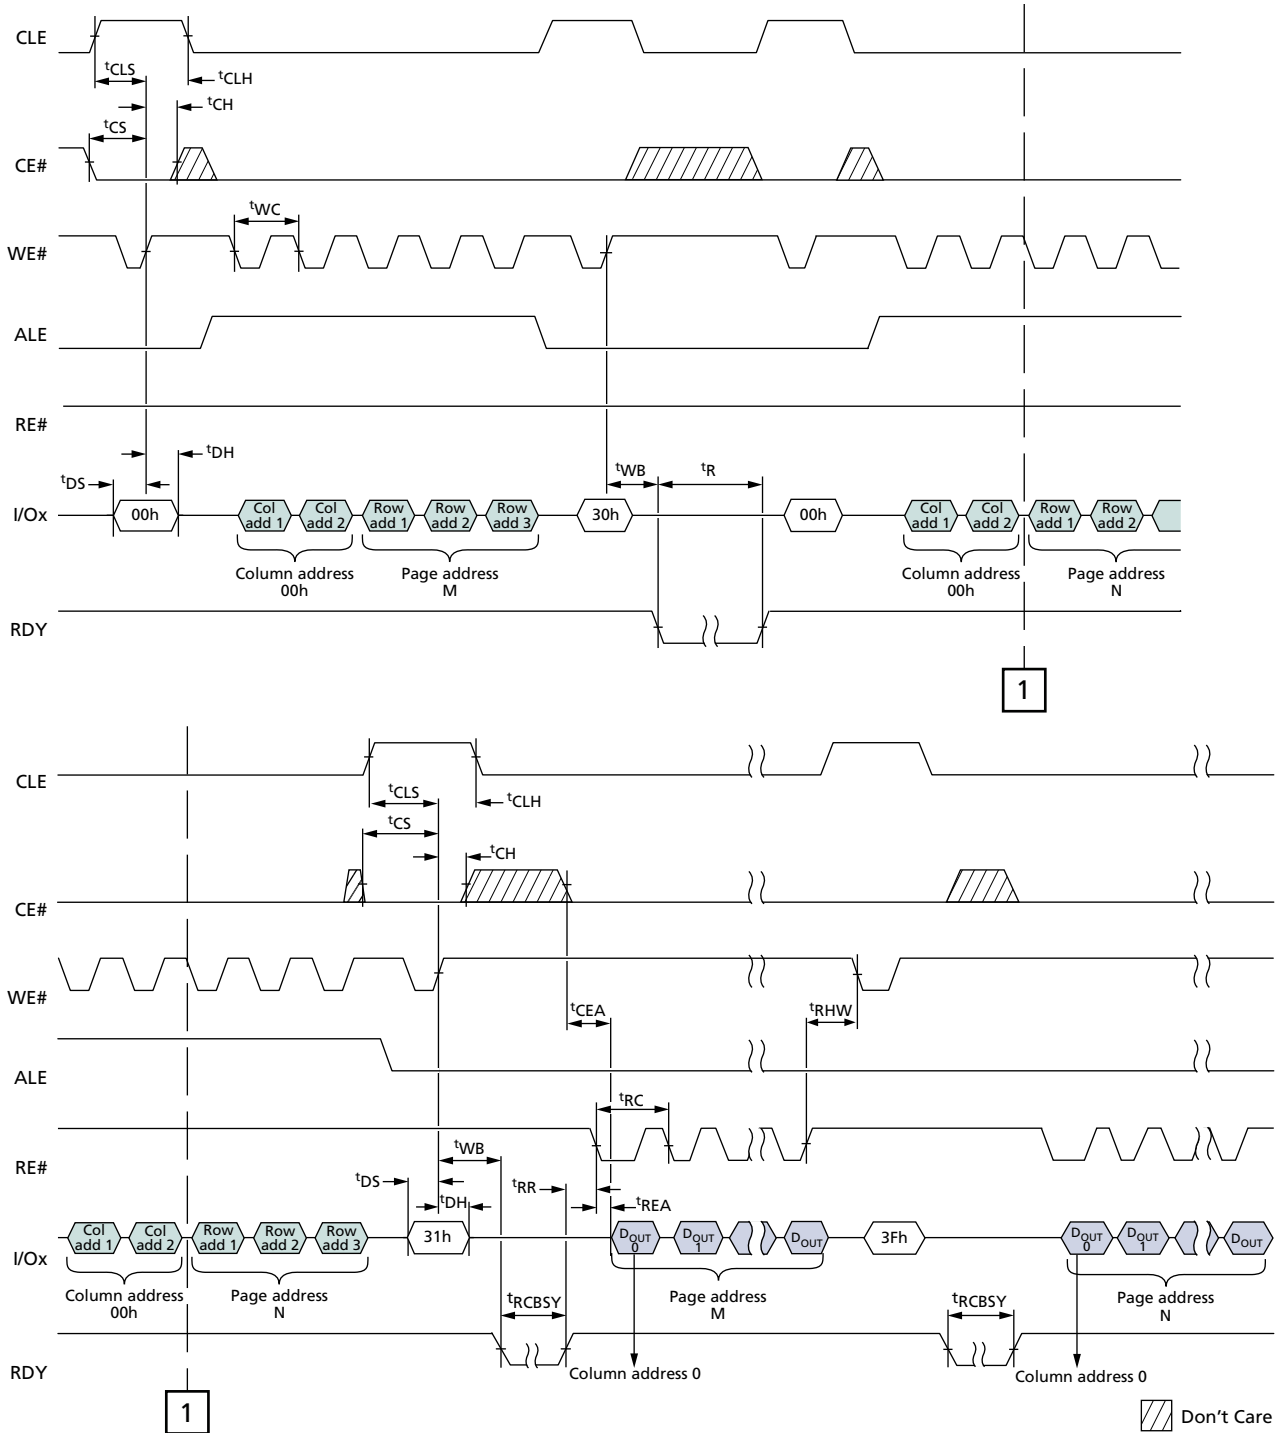 CLE
tCLS
tCLH
tCH
tCS
CE#
tWC
WE#
ALE
RE#
tDH
tDS
tWB
tR
I/Ox
00h
Col add 1
Col add 2
Row add 1
Row add 2
Row add 3
30h
00h
Col add 1
Col add 2
Row add 1
Row add 2
Column address
00h
Page address
M
Column address
00h
Page address
N
RDY
1
CLE
tCLS
tCLH
tCS
tCH
CE#
WE#
tCEA
tRHW
ALE
tRC
RE#
tWB
tDS
tDH
tRR
tREA
I/Ox
Col add 1
Col add 2
Row add 1
Row add 2
Row add 3
31h
DOUT 0
DOUT 1
DOUT
3Fh
DOUT 0
DOUT 1
DOUT
Column address
00h
Page address
N
Page address
M
Page address
N
tRCBSY
tRCBSY
RDY
Column address 0
Column address 0
1
Don't Care